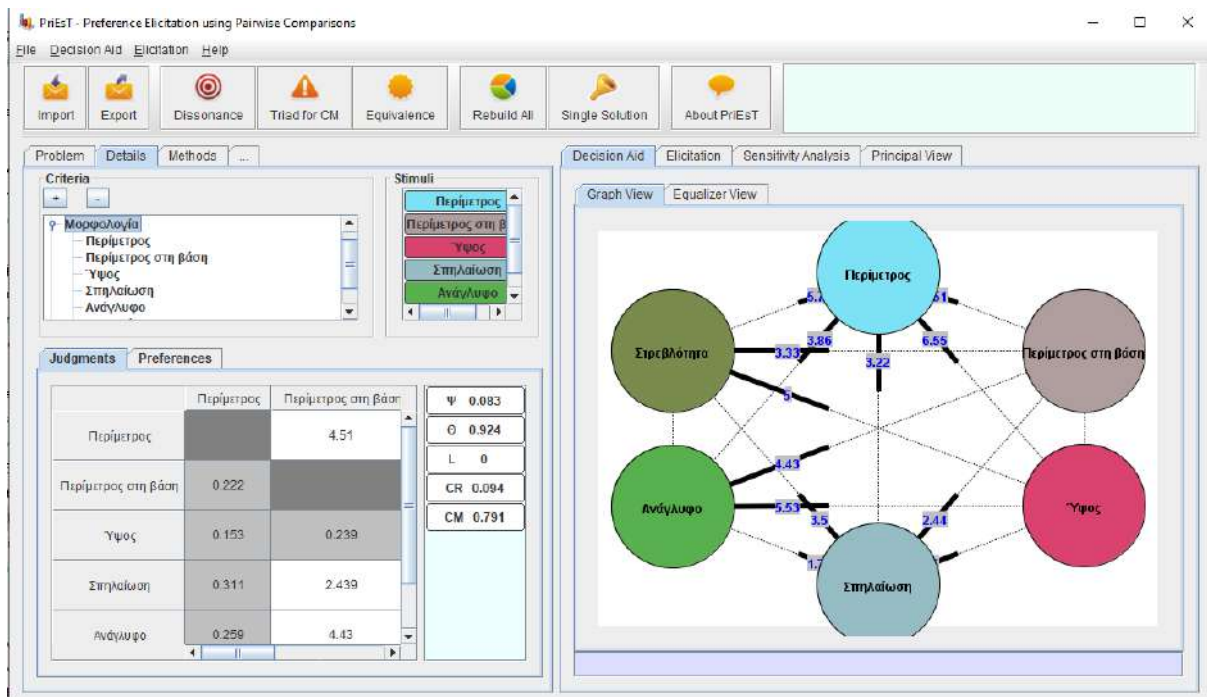 PriEsT - Preference Elicitation using Pairwise Comparisons
File Decision Aid Elicitation Help
Import Export Dissonance Triad for CM Equivalence Rebuild All Single Solution About PriEsT
Problem Details Methods ...
Criteria
+ -
Μορφολογία
Περίμετρος
Περίμετρος στη βάση
Ύψος
Σπηλαίωση
Ανάγλυφο
Stimuli
Περίμετρος
Περίμετρος στη β
Ύψος
Σπηλαίωση
Ανάγλυφο
Judgments Preferences
Περίμετρος Περίμετρος στη βάση
Περίμετρος 4.51
Περίμετρος στη βάση 0.222
Ύψος 0.153 0.239
Σπηλαίωση 0.311 2.439
Ανάγλυφο 0.259 4.43
Ψ 0.083
Θ 0.924
L 0
CR 0.094
CM 0.791
Decision Aid Elicitation Sensitivity Analysis Principal View
Graph View Equalizer View
Περίμετρος
Στρεβλότητα
Περίμετρος στη βάση
3.33 3.86 3.22 6.55
5
4.43
Ανάγλυφο 5.53 3.5 2.44 Ύψος
Σπηλαίωση